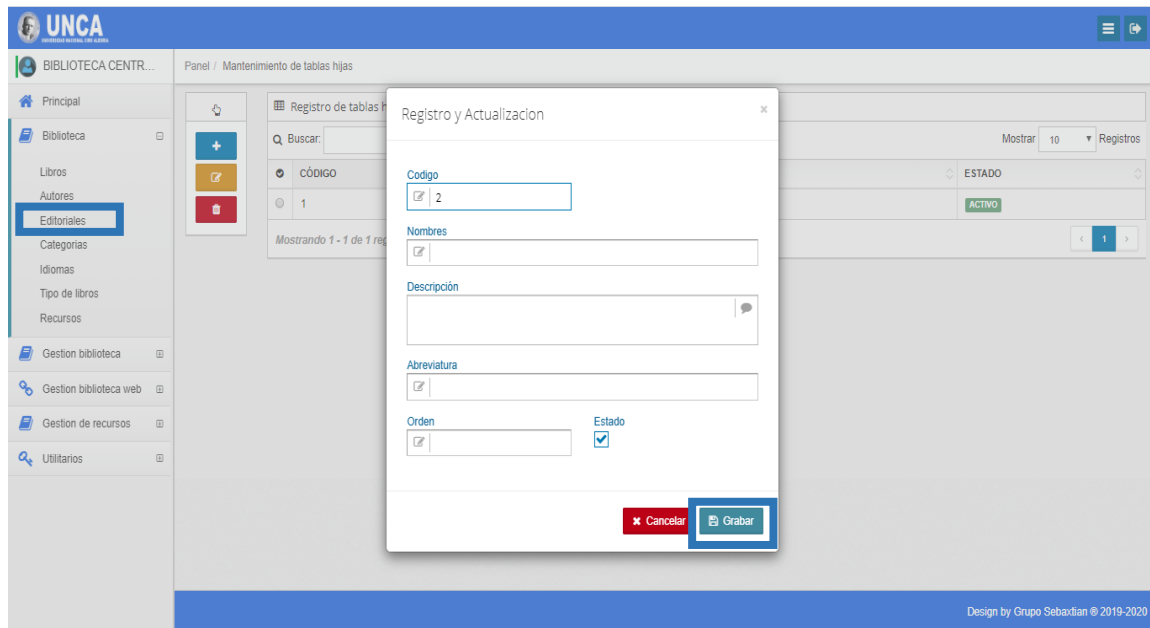 UNCA
BIBLIOTECA CENTR...
Panel / Mantenimiento de tablas hijas
Principal
Biblioteca
Libros
Autores
Editoriales
Categorias
Idiomas
Tipo de libros
Recursos
Gestion biblioteca
Gestion biblioteca web
Gestion de recursos
Utilitarios
Registro de tablas h
Buscar:
Mostrar 10 Registros
CÓDIGO
ESTADO
1
ACTIVO
Mostrando 1 - 1 de 1 reg
1
Registro y Actualizacion
×
Codigo
2
Nombres
Descripción
Abreviatura
Orden
Estado
Cancelar
Grabar
Design by Grupo Sebaxtian ® 2019-2020